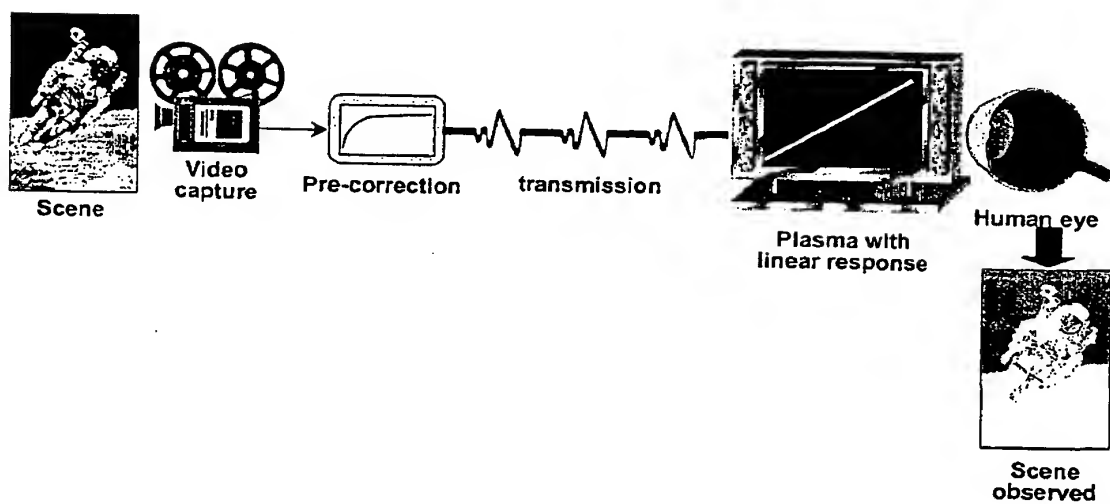 Scene
Video
capture
Pre-correction
transmission
Plasma with
linear response
Human eye
Scene
observed